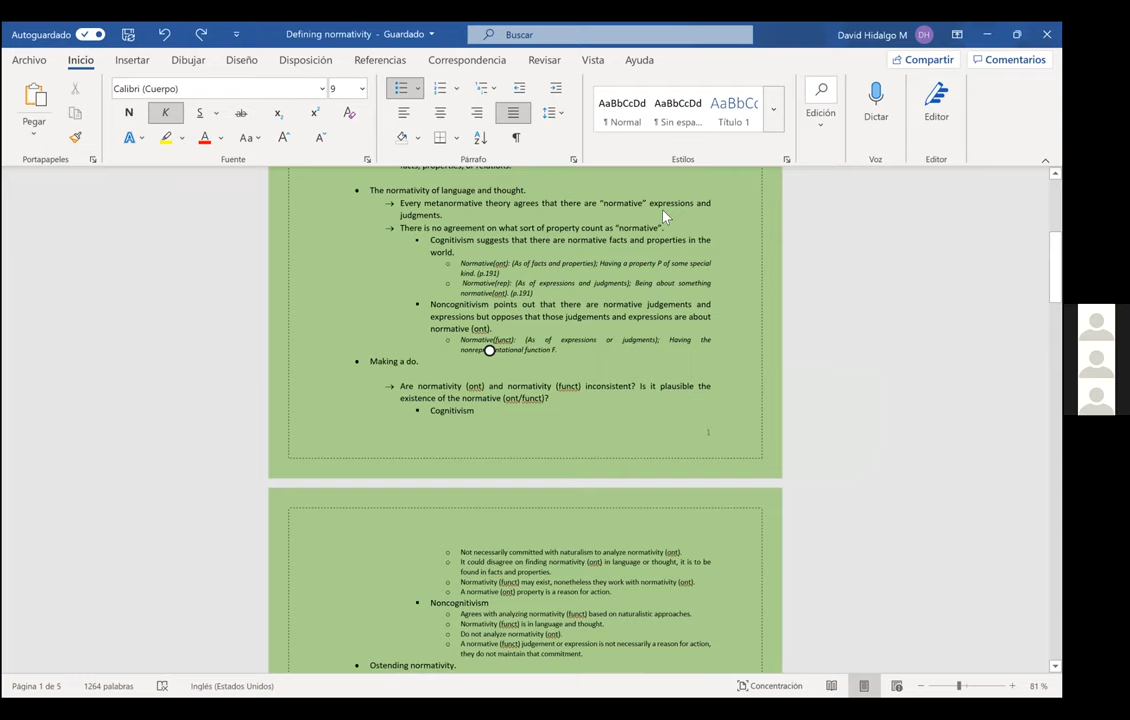 Autoguardado
Defining normativity - Guardado
Buscar
David Hidalgo M
DH
Archivo Inicio Insertar Dibujar Diseño Disposición Referencias Correspondencia Revisar Vista Ayuda
Compartir
Comentarios
Pegar
Calibri (Cuerpo)
9
N K S ab x₂ x²
A A Aa A A
AaBbCcDd AaBbCcDd AaBbCc
¶ Normal ¶ Sin espa... Título 1
Edición
Dictar
Editor
Portapapeles Fuente Párrafo Estilos Voz Editor
facts, properties, or relations.
• The normativity of language and thought.
→ Every metanormative theory agrees that there are “normative” expressions and
judgments.
→ There is no agreement on what sort of property count as “normative”.
▪ Cognitivism suggests that there are normative facts and properties in the
world.
o Normative(ont): (As of facts and properties); Having a property P of some special
kind. (p.191)
o Normative(rep): (As of expressions and judgments); Being about something
normative(ont). (p.191)
▪ Noncognitivism points out that there are normative judgements and
expressions but opposes that those judgements and expressions are about
normative (ont).
o Normative(funct): (As of expressions or judgments); Having the
nonrepresentational function F.
• Making a do.
→ Are normativity (ont) and normativity (funct) inconsistent? Is it plausible the
existence of the normative (ont/funct)?
▪ Cognitivism
1
o Not necessarily committed with naturalism to analyze normativity (ont).
o It could disagree on finding normativity (ont) in language or thought, it is to be
found in facts and properties.
o Normativity (funct) may exist, nonetheless they work with normativity (ont).
o A normative (ont) property is a reason for action.
▪ Noncognitivism
o Agrees with analyzing normativity (funct) based on naturalistic approaches.
o Normativity (funct) is in language and thought.
o Do not analyze normativity (ont).
o A normative (funct) judgement or expression is not necessarily a reason for action,
they do not maintain that commitment.
• Ostending normativity.
Página 1 de 5 1264 palabras Inglés (Estados Unidos) Concentración 81 %